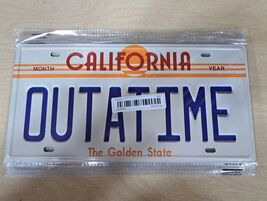 CALIFORNIA
MONTH YEAR
OUTATIME
The Golden State